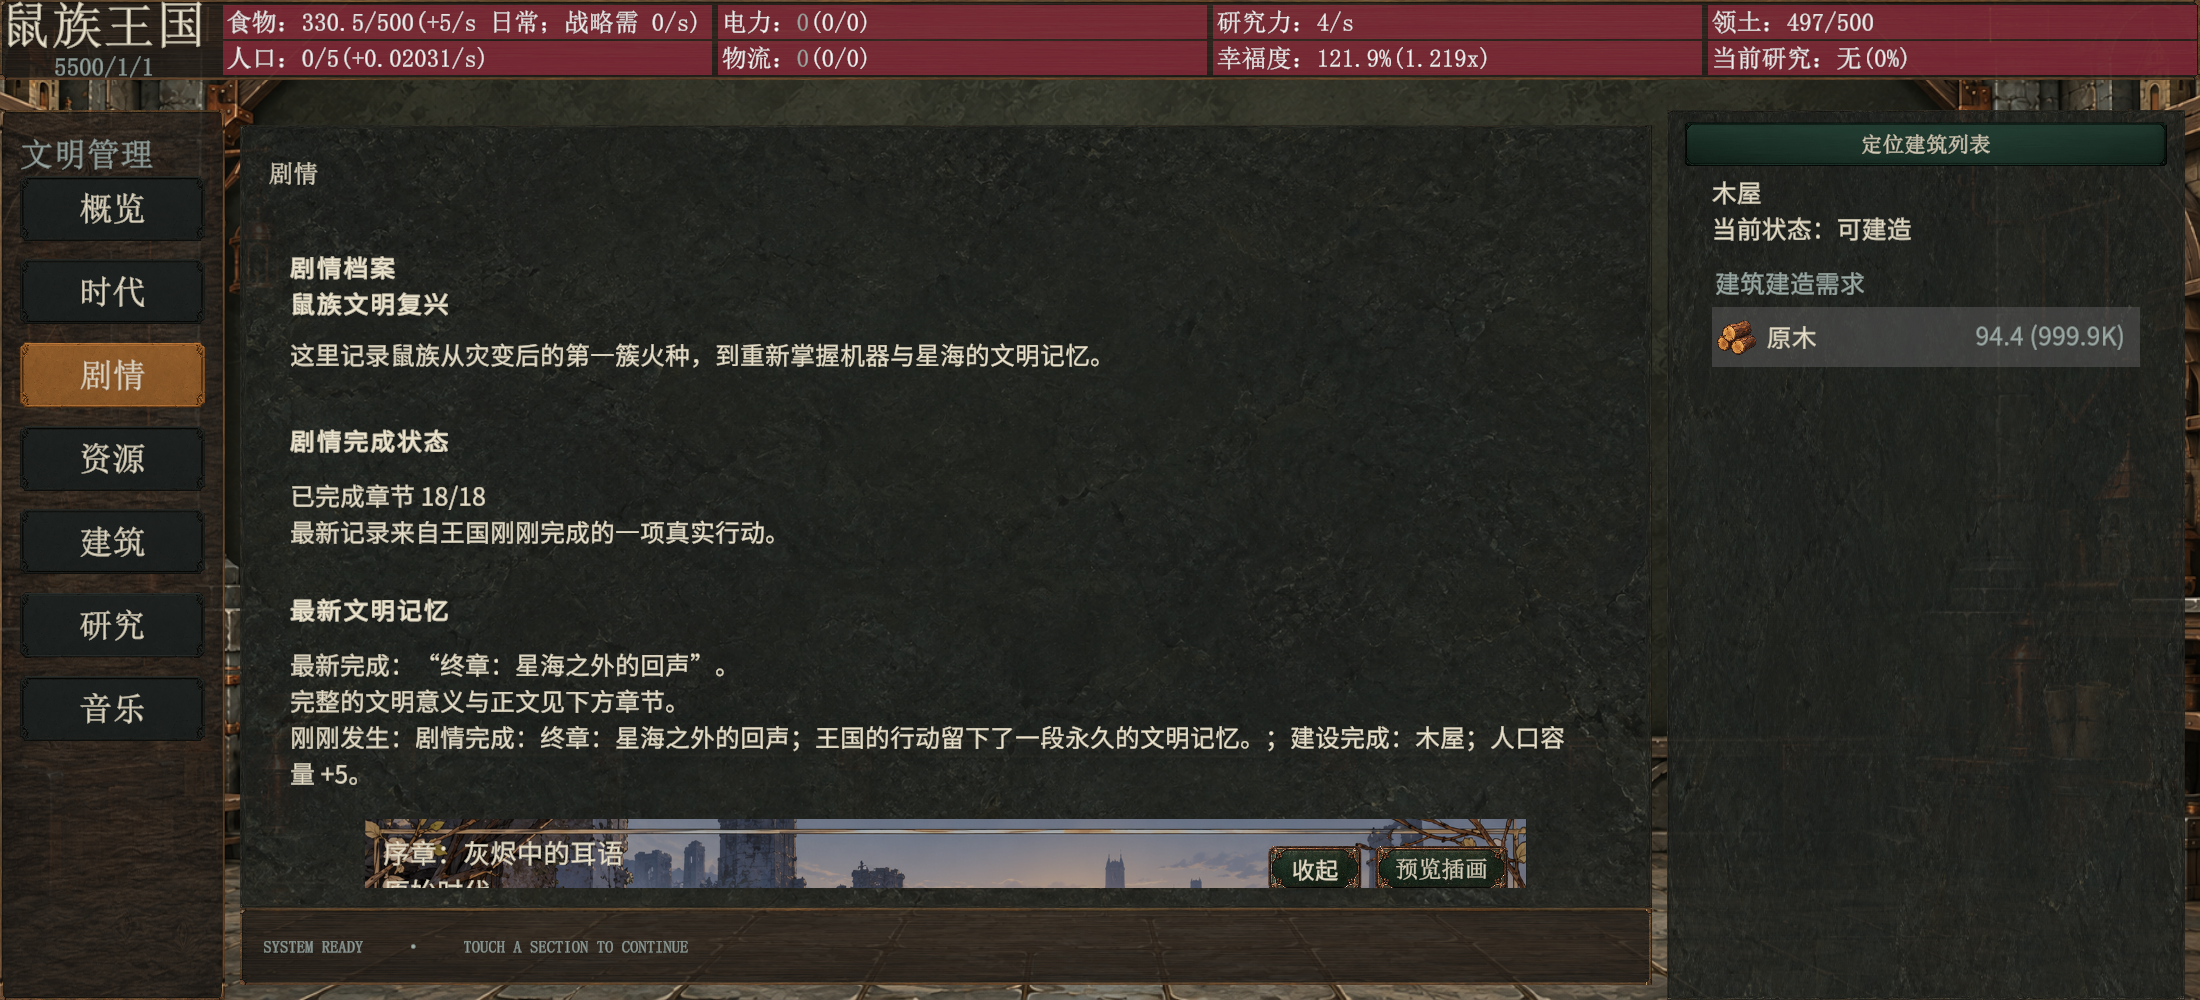 鼠族王国
5500/1/1
食物：330.5/500(+5/s 日常；战略需 0/s)
电力：0(0/0)
研究力：4/s
领土：497/500
人口：0/5(+0.02031/s)
物流：0(0/0)
幸福度：121.9%(1.219x)
当前研究：无(0%)
文明管理
概览
时代
剧情
资源
建筑
研究
音乐
剧情
剧情档案
鼠族文明复兴
这里记录鼠族从灾变后的第一簇火种，到重新掌握机器与星海的文明记忆。
剧情完成状态
已完成章节 18/18
最新记录来自王国刚刚完成的一项真实行动。
最新文明记忆
最新完成：“终章：星海之外的回声”。
完整的文明意义与正文见下方章节。
刚刚发生：剧情完成：终章：星海之外的回声；王国的行动留下了一段永久的文明记忆。；建设完成：木屋；人口容
量 +5。
序章：灰烬中的耳语
收起
预览插画
原始时代
SYSTEM READY • TOUCH A SECTION TO CONTINUE
定位建筑列表
木屋
当前状态：可建造
建筑建造需求
原木
94.4 (999.9K)